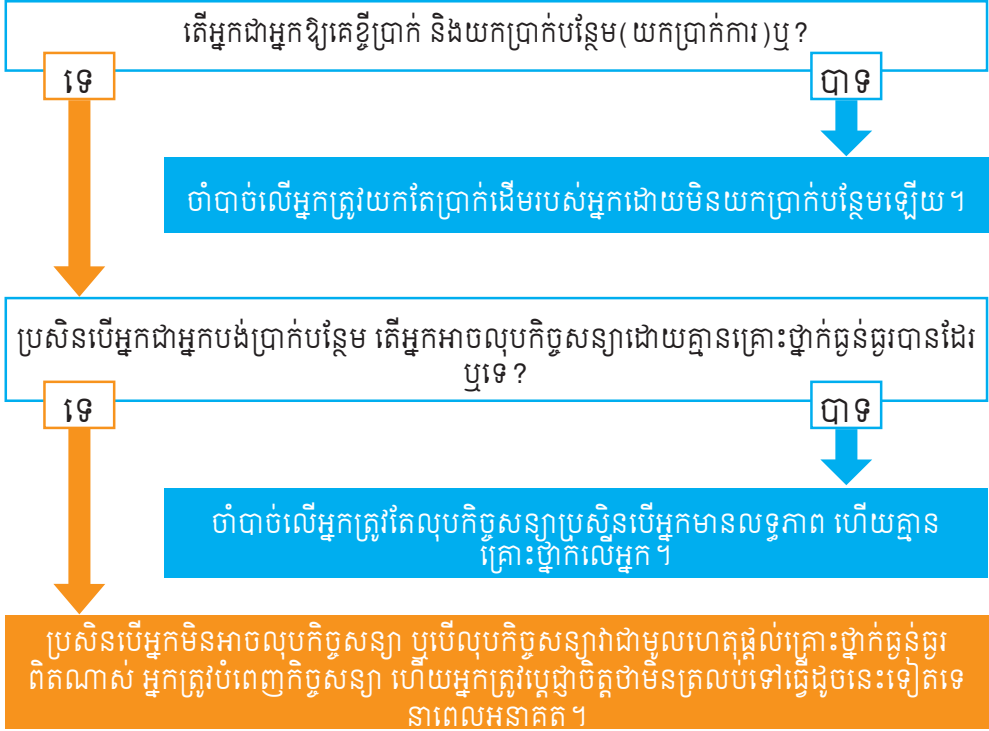 តើអ្នកជាអ្នកឱ្យគេខ្ចីប្រាក់ និងយកប្រាក់បន្ថែម(យកប្រាក់ការ)ឬ?
ទេ
បាទ
ចាំបាច់លើអ្នកត្រូវយកតែប្រាក់ដើមរបស់អ្នកដោយមិនយកប្រាក់បន្ថែមឡើយ។
ប្រសិនបើអ្នកជាអ្នកបង់ប្រាក់បន្ថែម តើអ្នកអាចលុបកិច្ចសន្យាដោយគ្មានគ្រោះថ្នាក់ធ្ងន់ធ្ងរបានដែរ
ឬទេ?
ទេ
បាទ
ចាំបាច់លើអ្នកត្រូវតែលុបកិច្ចសន្យាប្រសិនបើអ្នកមានលទ្ធភាព ហើយគ្មាន
គ្រោះថ្នាក់លើអ្នក។
ប្រសិនបើអ្នកមិនអាចលុបកិច្ចសន្យា ឬបើលុបកិច្ចសន្យាវាជាមូលហេតុផ្តល់គ្រោះថ្នាក់ធ្ងន់ធ្ងរ
ពិតណាស់ អ្នកត្រូវបំពេញកិច្ចសន្យា ហើយអ្នកត្រូវប្តេជ្ញាចិត្តថាមិនត្រលប់ទៅធ្វើដូចនេះទៀតទេ
នាពេលអនាគត។